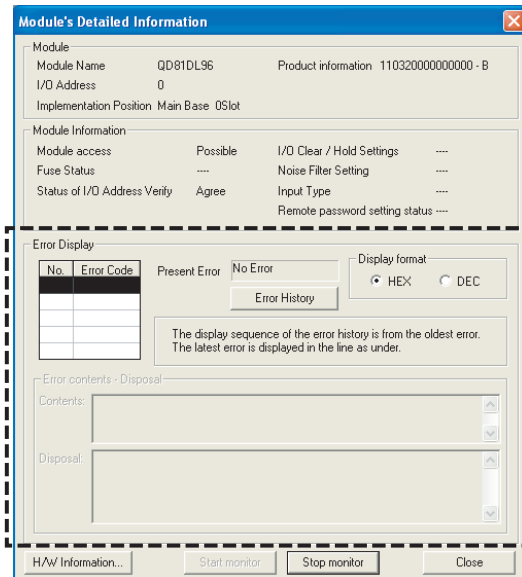 Module's Detailed Information
Module
Module Name QD81DL96 Product information 110320000000000 - B
I/O Address 0
Implementation Position Main Base 0Slot
Module Information
Module access Possible I/O Clear / Hold Settings ----
Fuse Status ---- Noise Filter Setting ----
Status of I/O Address Verify Agree Input Type ----
Remote password setting status ----
Error Display
No. Error Code Present Error No Error Display format
HEX DEC
Error History
The display sequence of the error history is from the oldest error.
The latest error is displayed in the line as under.
Error contents - Disposal
Contents:
Disposal:
H/W Information... Start monitor Stop monitor Close